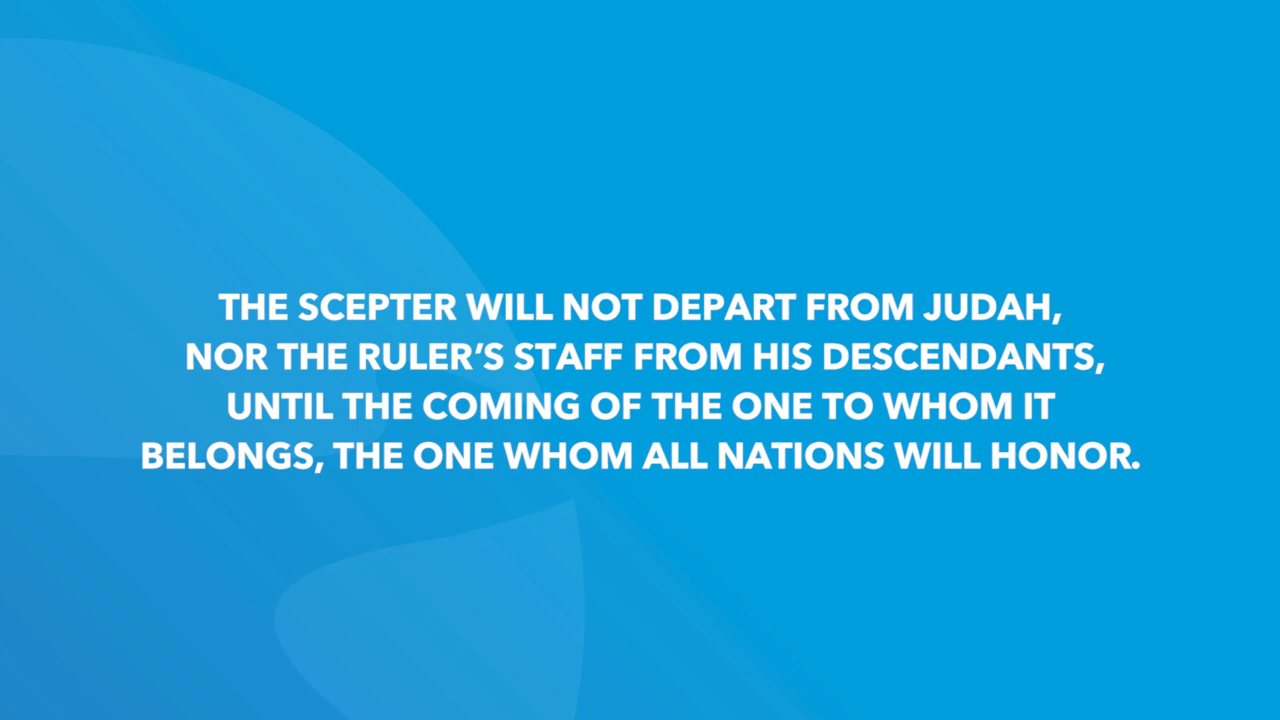 THE SCEPTER WILL NOT DEPART FROM JUDAH,
NOR THE RULER’S STAFF FROM HIS DESCENDANTS,
UNTIL THE COMING OF THE ONE TO WHOM IT
BELONGS, THE ONE WHOM ALL NATIONS WILL HONOR.